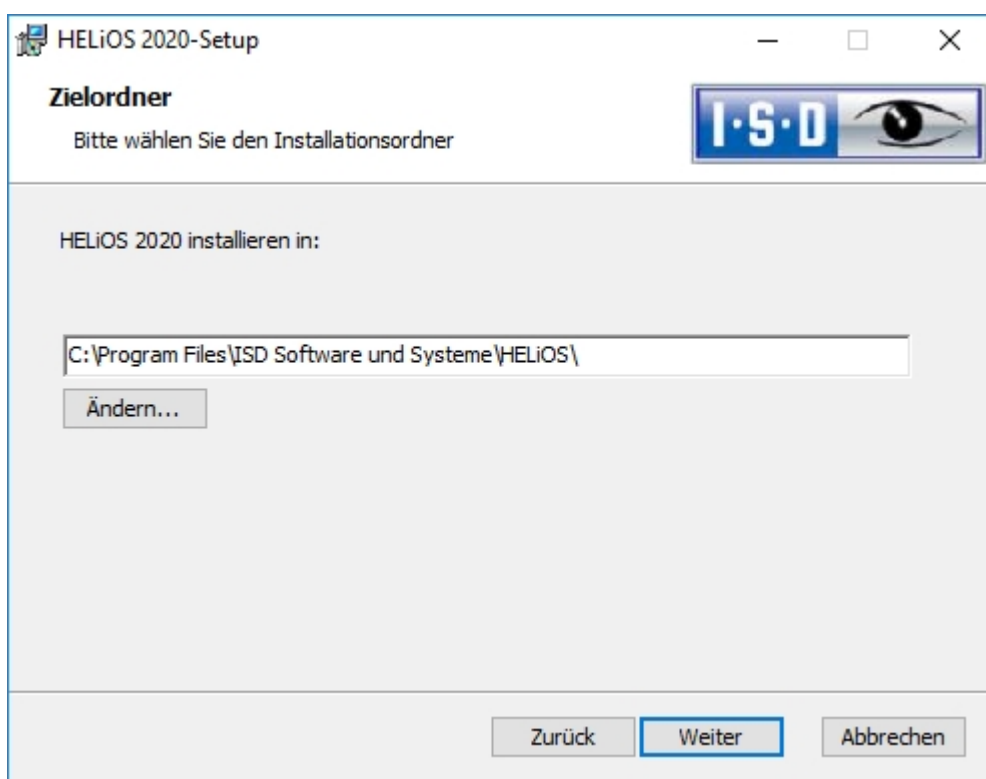 HELiOS 2020-Setup
Zielordner
Bitte wählen Sie den Installationsordner
I·S·D
HELiOS 2020 installieren in:
C:\Program Files\ISD Software und Systeme\HELiOS\
Ändern...
Zurück
Weiter
Abbrechen